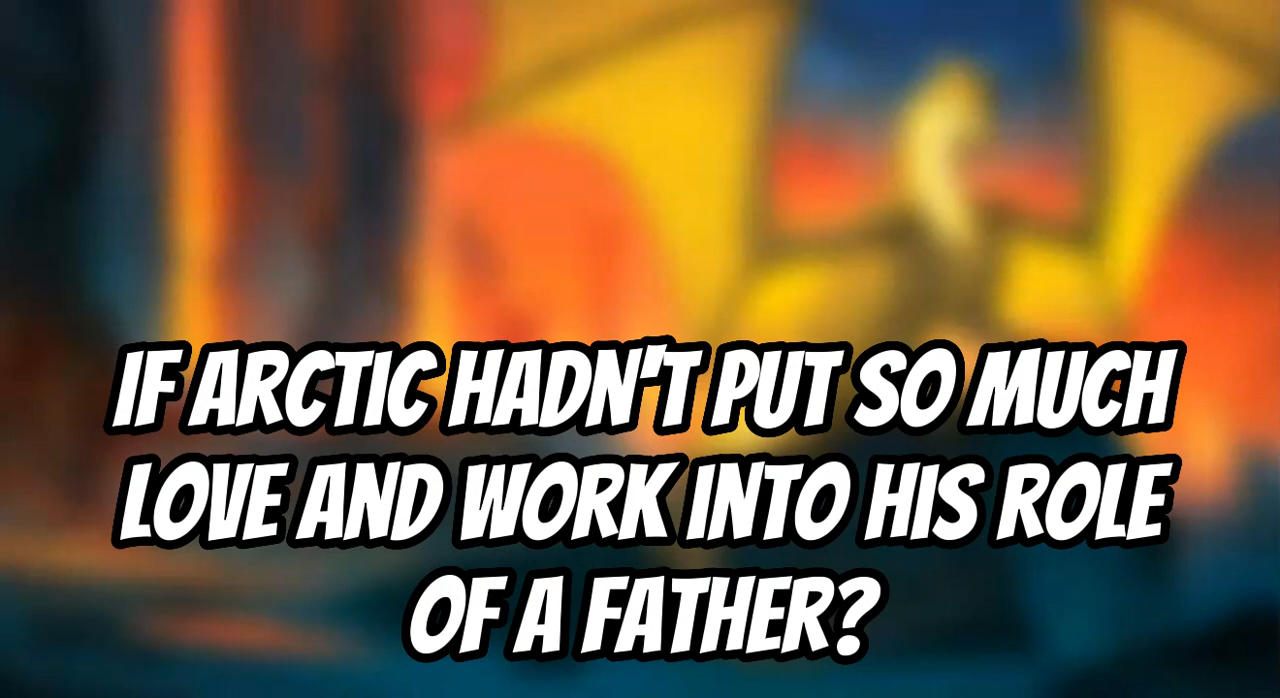 IF ARCTIC HADN'T PUT SO MUCH
LOVE AND WORK INTO HIS ROLE
OF A FATHER?